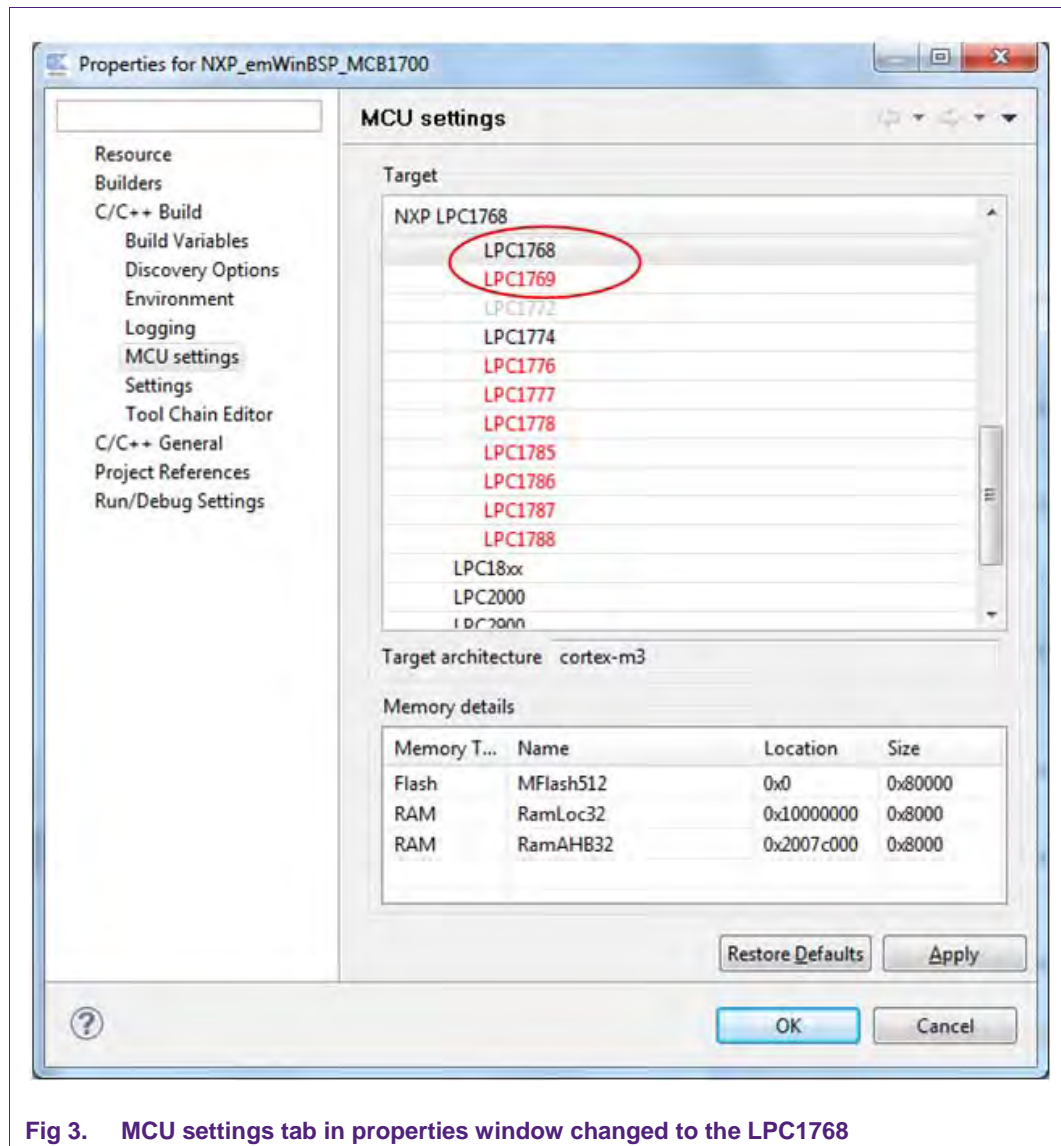 Properties for NXP_emWinBSP_MCB1700
MCU settings
Resource
Builders
C/C++ Build
Build Variables
Discovery Options
Environment
Logging
MCU settings
Settings
Tool Chain Editor
C/C++ General
Project References
Run/Debug Settings
Target
NXP LPC1768
LPC1768
LPC1769
LPC1772
LPC1774
LPC1776
LPC1777
LPC1778
LPC1785
LPC1786
LPC1787
LPC1788
LPC18xx
LPC2000
LPC2900
Target architecture cortex-m3
Memory details
Memory T... Name Location Size
Flash MFlash512 0x0 0x80000
RAM RamLoc32 0x10000000 0x8000
RAM RamAHB32 0x2007c000 0x8000
Restore Defaults Apply
? OK Cancel
Fig 3. MCU settings tab in properties window changed to the LPC1768